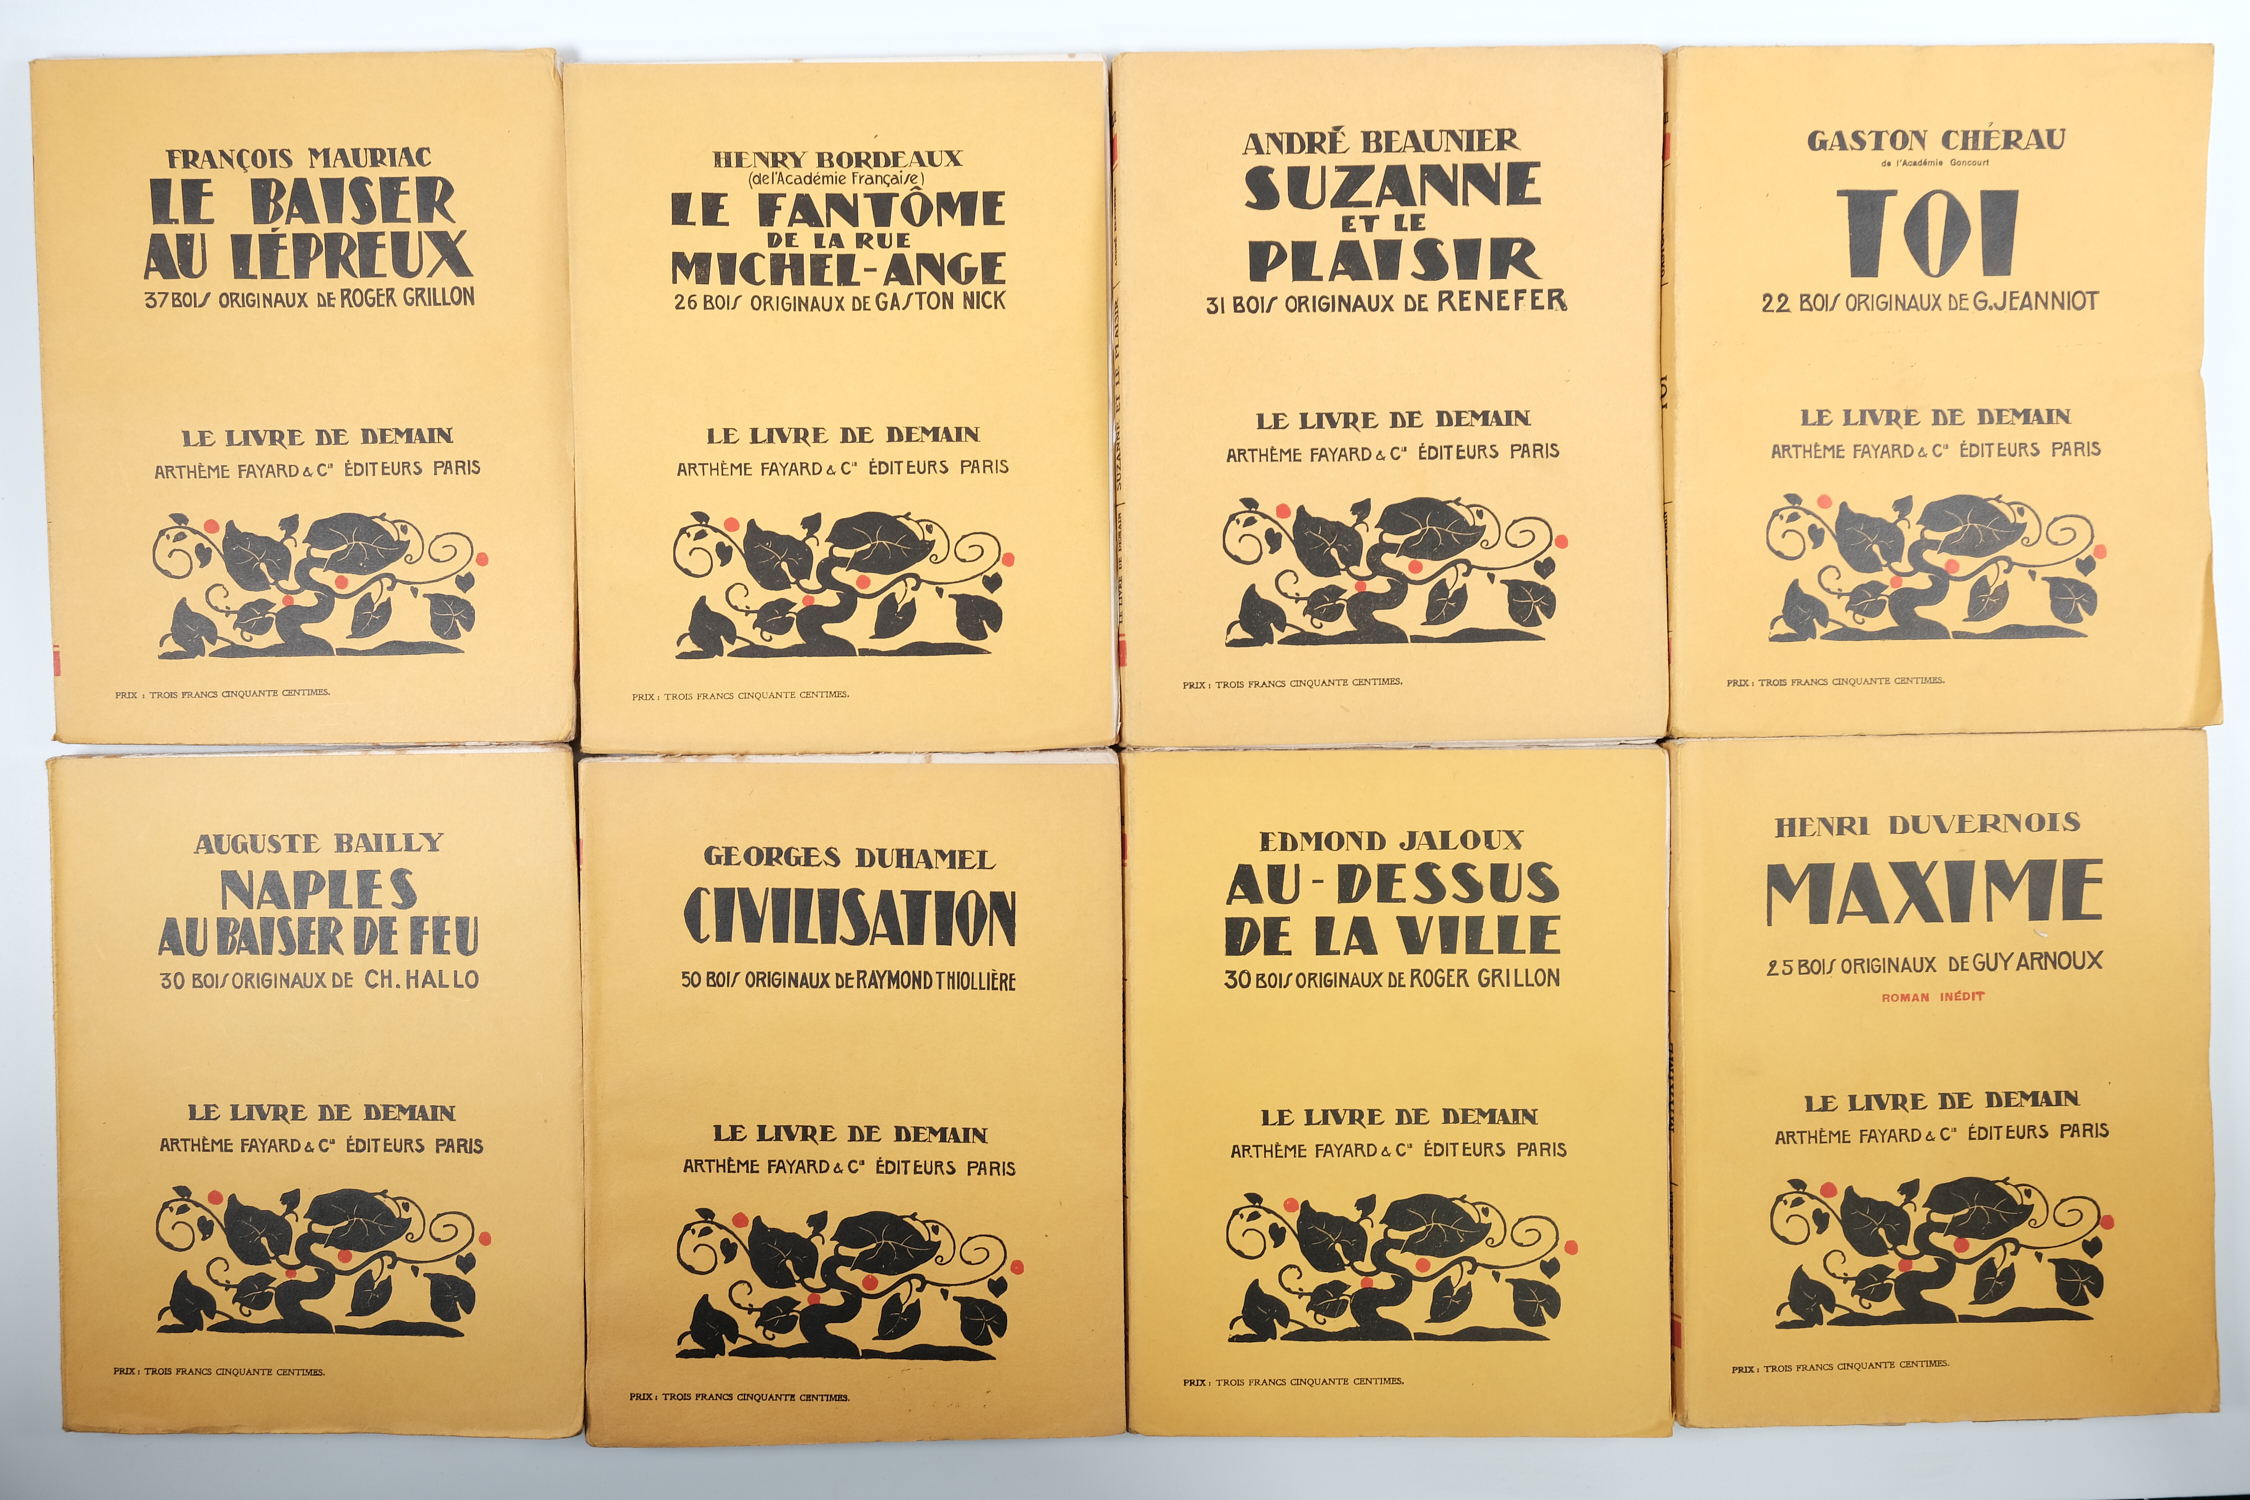 FRANÇOIS MAURIAC
LE BAISER
AU LÉPREUX
37 BOIS ORIGINAUX DE ROGER GRILLON
LE LIVRE DE DEMAIN
ARTHÈME FAYARD & Cie ÉDITEURS PARIS
PRIX : TROIS FRANCS CINQUANTE CENTIMES.
HENRY BORDEAUX
(de l'Académie Française)
LE FANTÔME
DE LA RUE
MICHEL-ANGE
26 BOIS ORIGINAUX DE GASTON NICK
LE LIVRE DE DEMAIN
ARTHÈME FAYARD & Cie ÉDITEURS PARIS
PRIX : TROIS FRANCS CINQUANTE CENTIMES.
SUZANNE ET LE PLAISIR
LE LIVRE DE DEMAIN
ANDRÉ BEAUNIER
SUZANNE
ET LE
PLAISIR
31 BOIS ORIGINAUX DE RENEFER
LE LIVRE DE DEMAIN
ARTHÈME FAYARD & Cie ÉDITEURS PARIS
PRIX : TROIS FRANCS CINQUANTE CENTIMES.
TOI
GASTON CHÉRAU
de l'Académie Goncourt
TOI
22 BOIS ORIGINAUX DE G. JEANNIOT
LE LIVRE DE DEMAIN
ARTHÈME FAYARD & Cie ÉDITEURS PARIS
PRIX : TROIS FRANCS CINQUANTE CENTIMES.
AUGUSTE BAILLY
NAPLES
AU BAISER DE FEU
30 BOIS ORIGINAUX DE CH. HALLO
LE LIVRE DE DEMAIN
ARTHÈME FAYARD & Cie ÉDITEURS PARIS
PRIX : TROIS FRANCS CINQUANTE CENTIMES.
GEORGES DUHAMEL
CIVILISATION
50 BOIS ORIGINAUX DE RAYMOND THIOLLIÈRE
LE LIVRE DE DEMAIN
ARTHÈME FAYARD & Cie ÉDITEURS PARIS
PRIX : TROIS FRANCS CINQUANTE CENTIMES.
EDMOND JALOUX
AU-DESSUS
DE LA VILLE
30 BOIS ORIGINAUX DE ROGER GRILLON
LE LIVRE DE DEMAIN
ARTHÈME FAYARD & Cie ÉDITEURS PARIS
PRIX : TROIS FRANCS CINQUANTE CENTIMES.
MAXIME
HENRI DUVERNOIS
MAXIME
25 BOIS ORIGINAUX DE GUY ARNOUX
ROMAN INÉDIT
LE LIVRE DE DEMAIN
ARTHÈME FAYARD & Cie ÉDITEURS PARIS
PRIX : TROIS FRANCS CINQUANTE CENTIMES.